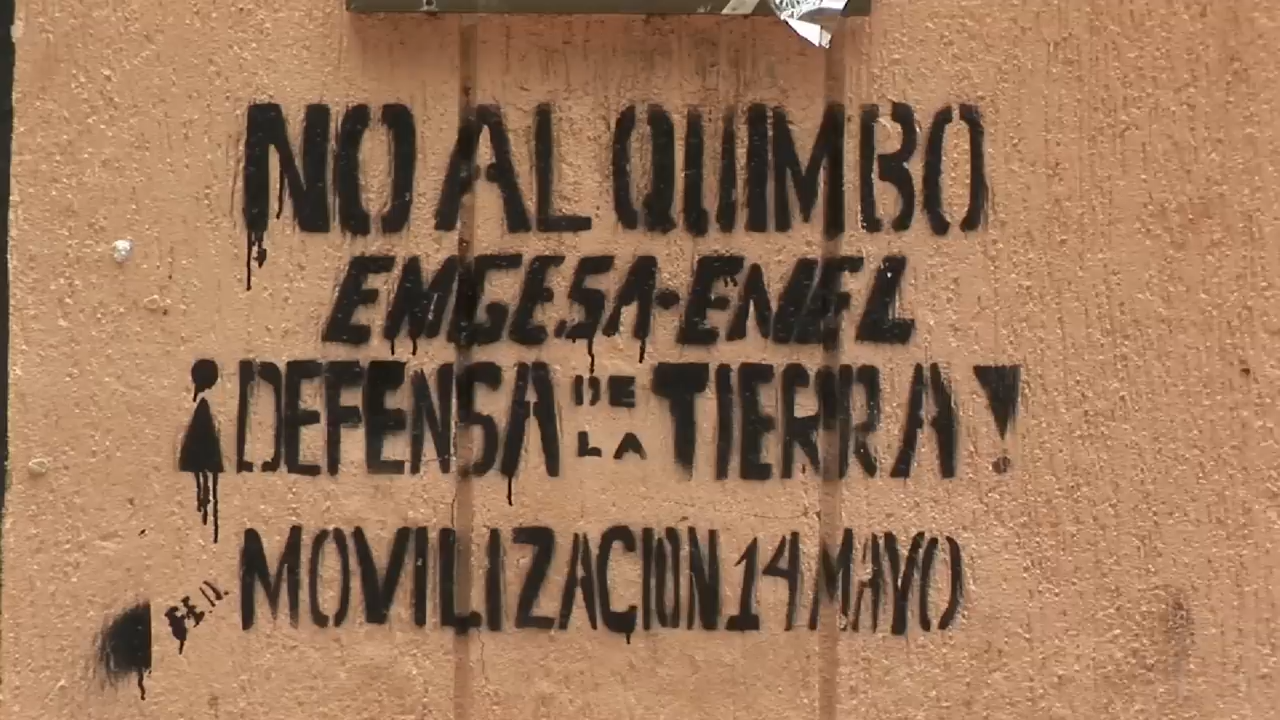 NO AL QUIMBO
EMGESA-ENEL
¡DEFENSA DE LA TIERRA!
MOVILIZACION 14 MAYO